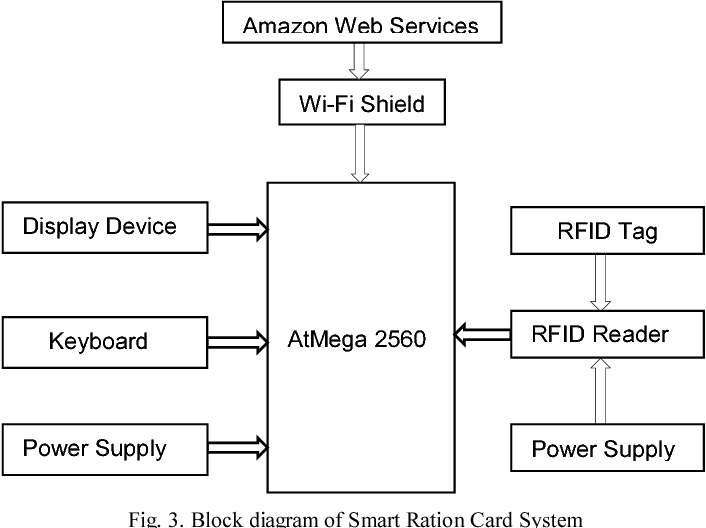 Amazon Web Services
Wi-Fi Shield
Display Device
RFID Tag
Keyboard
AtMega 2560
RFID Reader
Power Supply
Power Supply
Fig. 3. Block diagram of Smart Ration Card System